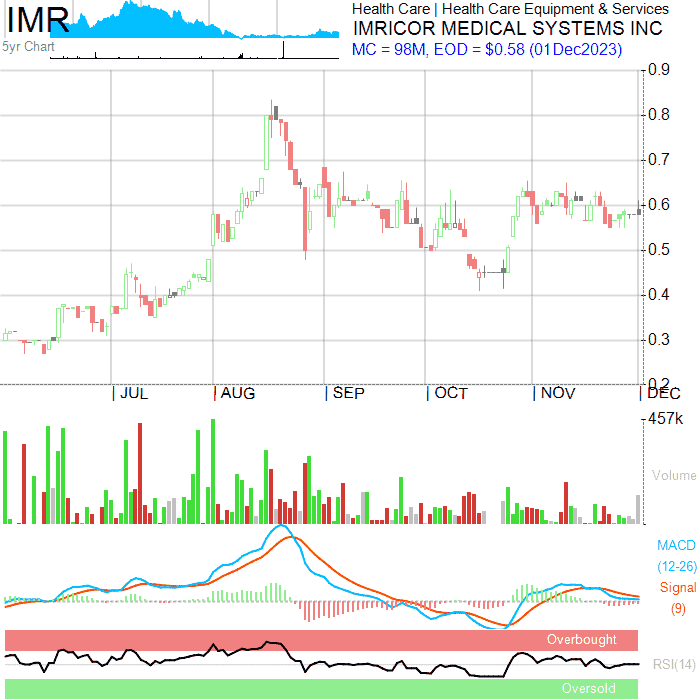 IMR
5yr Chart
Health Care | Health Care Equipment & Services
IMRICOR MEDICAL SYSTEMS INC
MC = 98M, EOD = $0.58 (01Dec2023)
0.9
0.8
0.7
0.6
0.5
0.4
0.3
0.2
JUL AUG SEP OCT NOV DEC
457k
Volume
MACD
(12-26)
Signal
(9)
Overbought
RSI(14)
Oversold